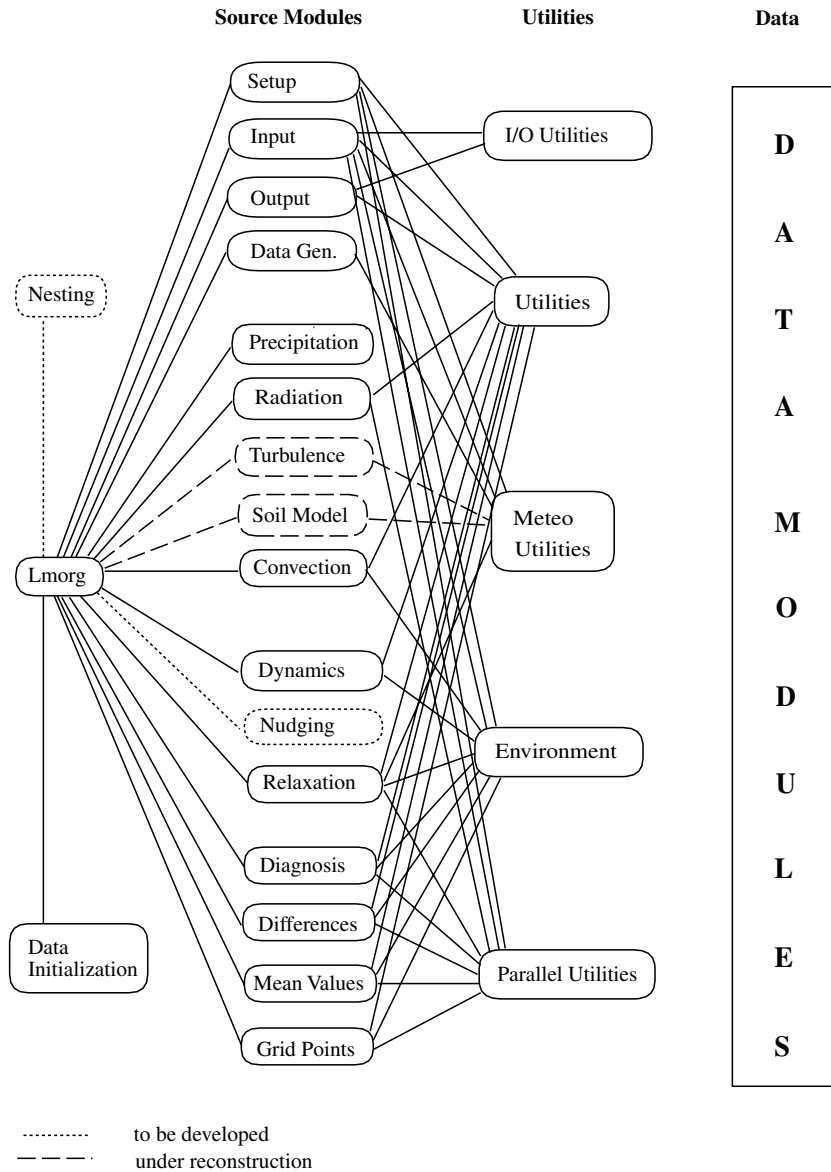 Source Modules
Utilities
Data
Setup
Input
Output
Data Gen.
Precipitation
Radiation
Turbulence
Soil Model
Convection
Dynamics
Nudging
Relaxation
Diagnosis
Differences
Mean Values
Grid Points
Nesting
Lmorg
Data
Initialization
I/O Utilities
Utilities
Meteo
Utilities
Environment
Parallel Utilities
D
A
T
A
M
O
D
U
L
E
S
to be developed
under reconstruction